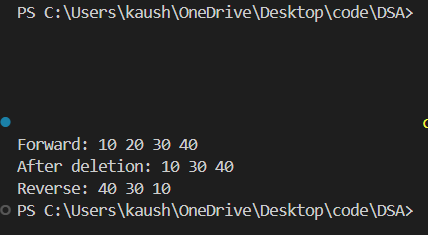 PS C:\Users\kaush\OneDrive\Desktop\code\DSA>
Forward: 10 20 30 40
After deletion: 10 30 40
Reverse: 40 30 10
PS C:\Users\kaush\OneDrive\Desktop\code\DSA>